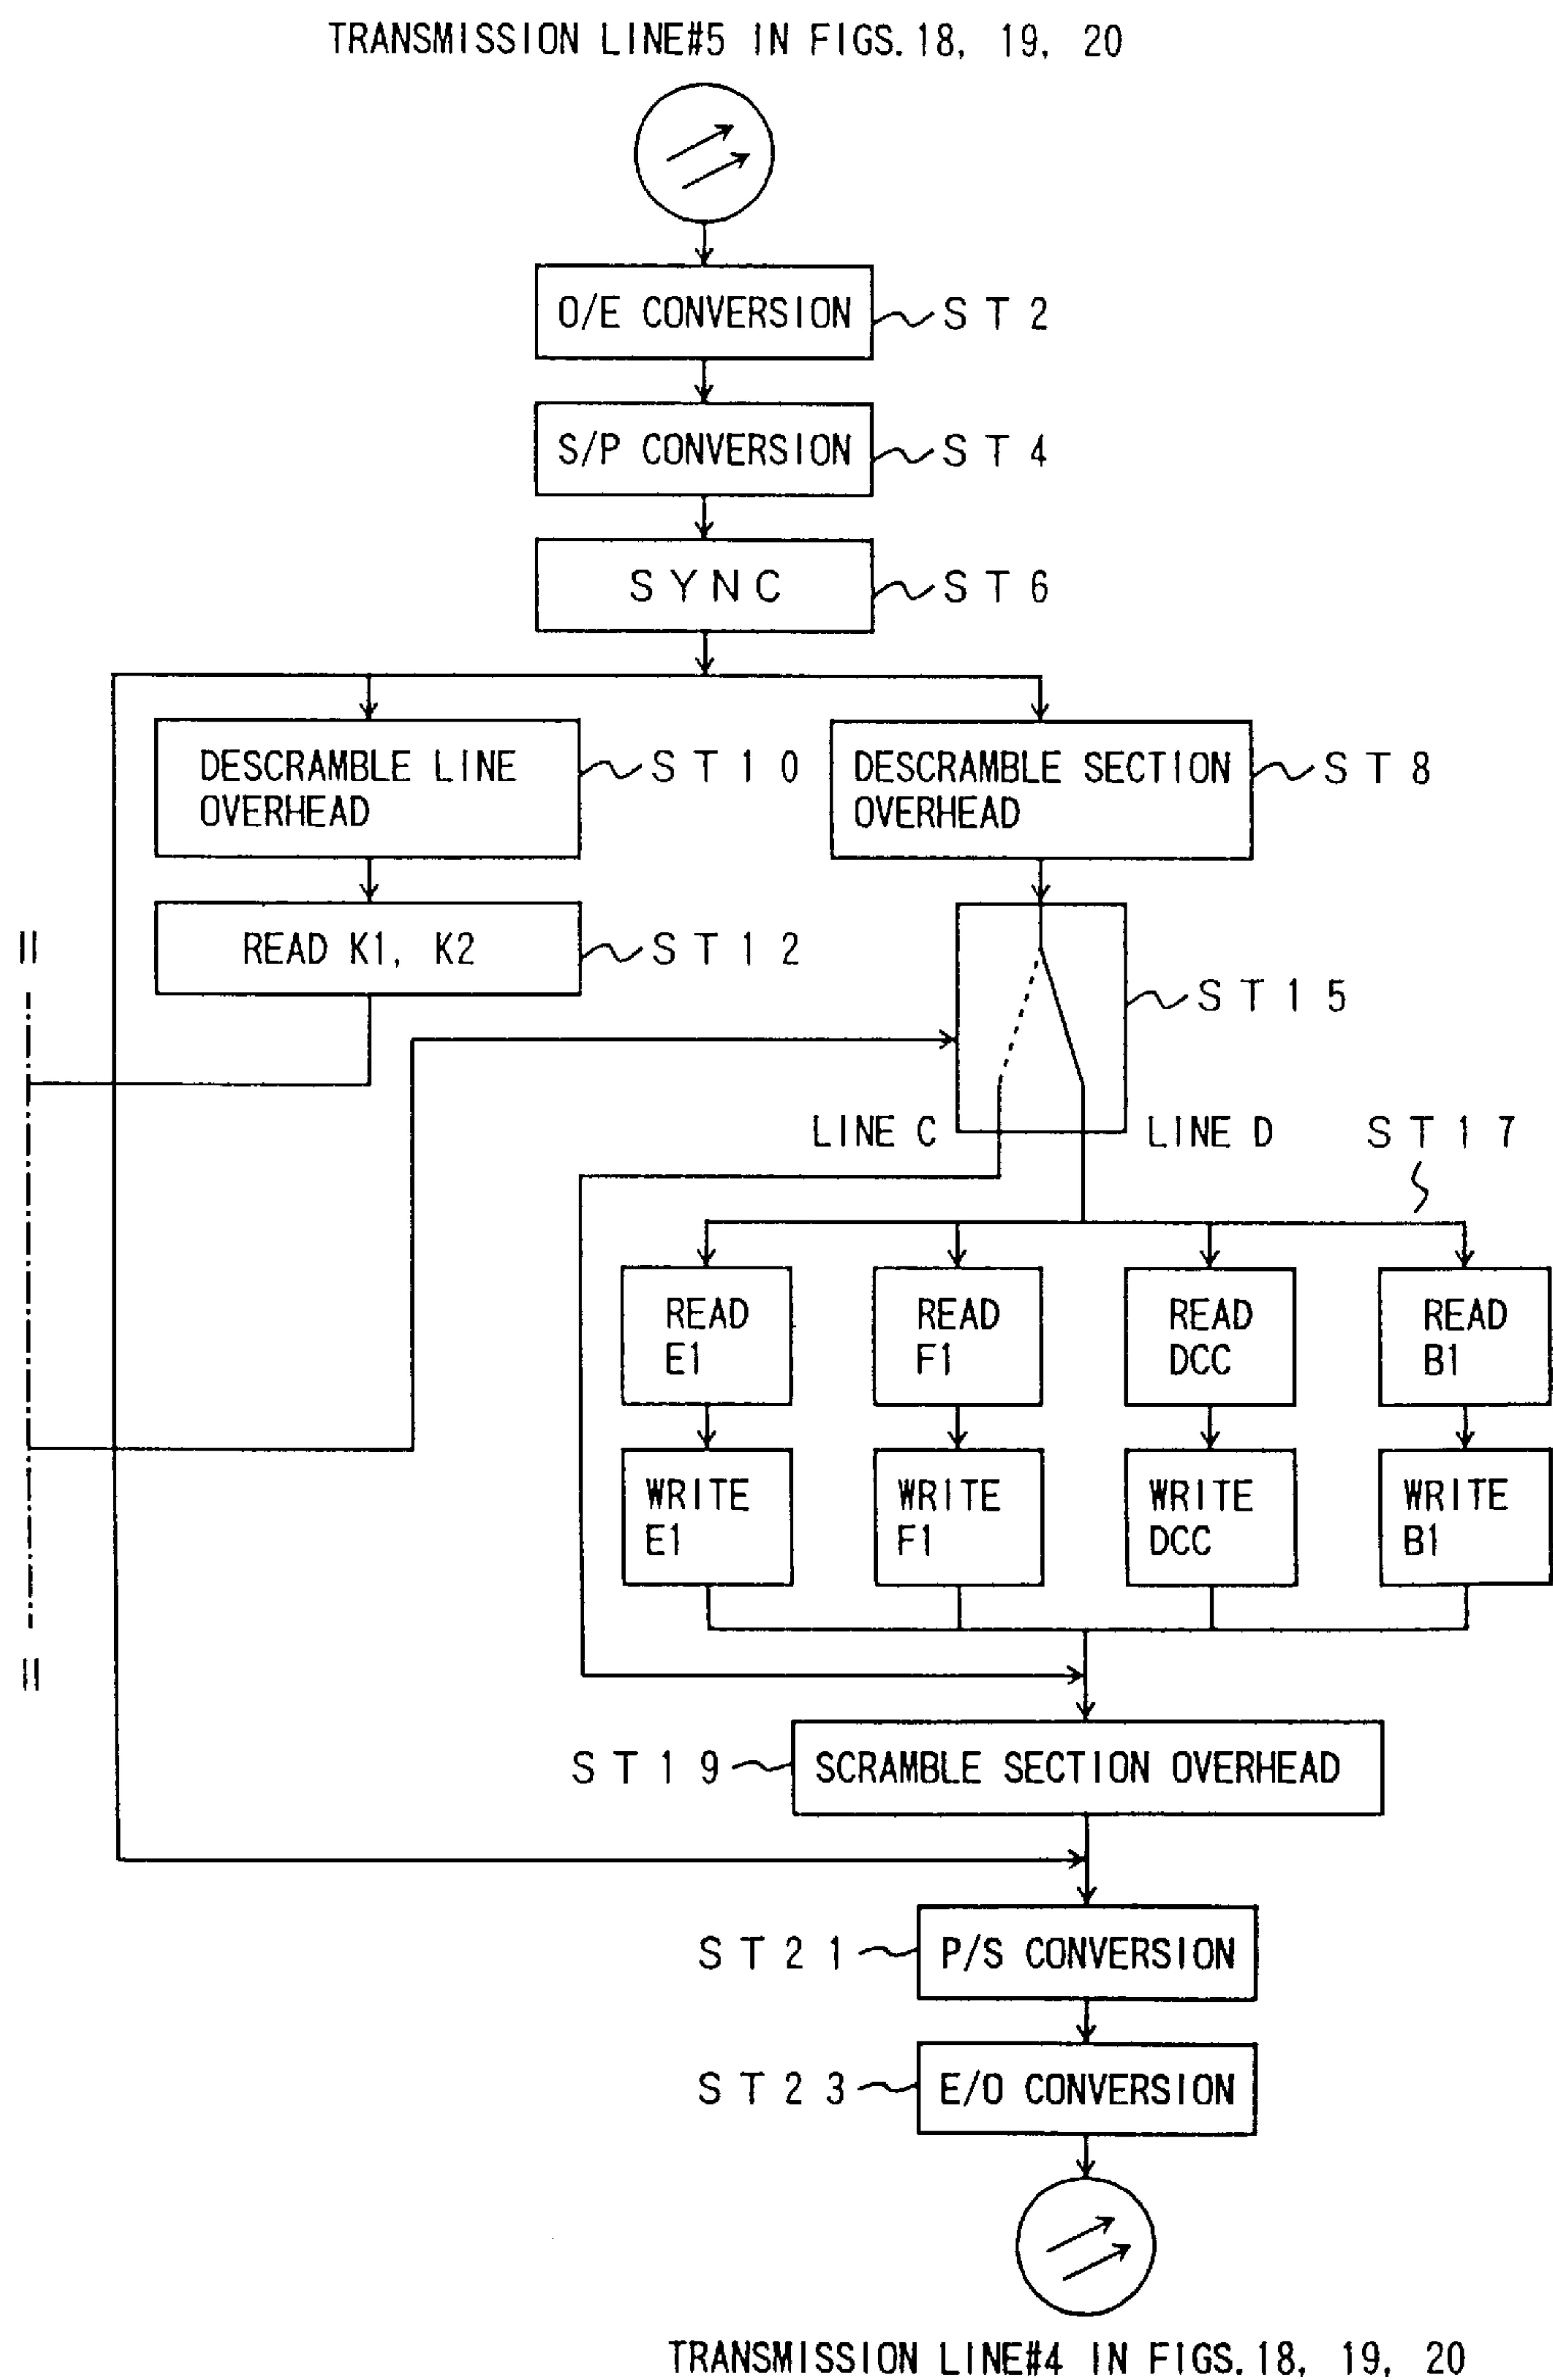 TRANSMISSION LINE#5 IN FIGS.18, 19, 20
O/E CONVERSION
ST2
S/P CONVERSION
ST4
SYNC
ST6
DESCRAMBLE LINE
OVERHEAD
ST10
DESCRAMBLE SECTION
OVERHEAD
ST8
II
READ K1, K2
ST12
ST15
LINE C
LINE D
ST17
READ
E1
READ
F1
READ
DCC
READ
B1
WRITE
E1
WRITE
F1
WRITE
DCC
WRITE
B1
II
ST19
SCRAMBLE SECTION OVERHEAD
ST21
P/S CONVERSION
ST23
E/O CONVERSION
TRANSMISSION LINE#4 IN FIGS.18, 19, 20